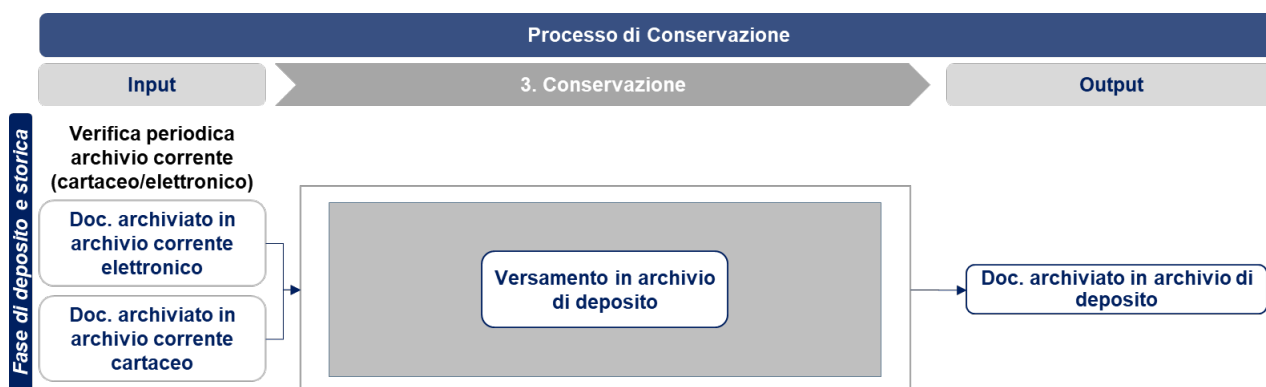 Processo di Conservazione
Input
3. Conservazione
Output
Fase di deposito e storica
Verifica periodica
archivio corrente
(cartaceo/elettronico)
Doc. archiviato in
archivio corrente
elettronico
Doc. archiviato in
archivio corrente
cartaceo
Versamento in archivio
di deposito
Doc. archiviato in archivio di
deposito